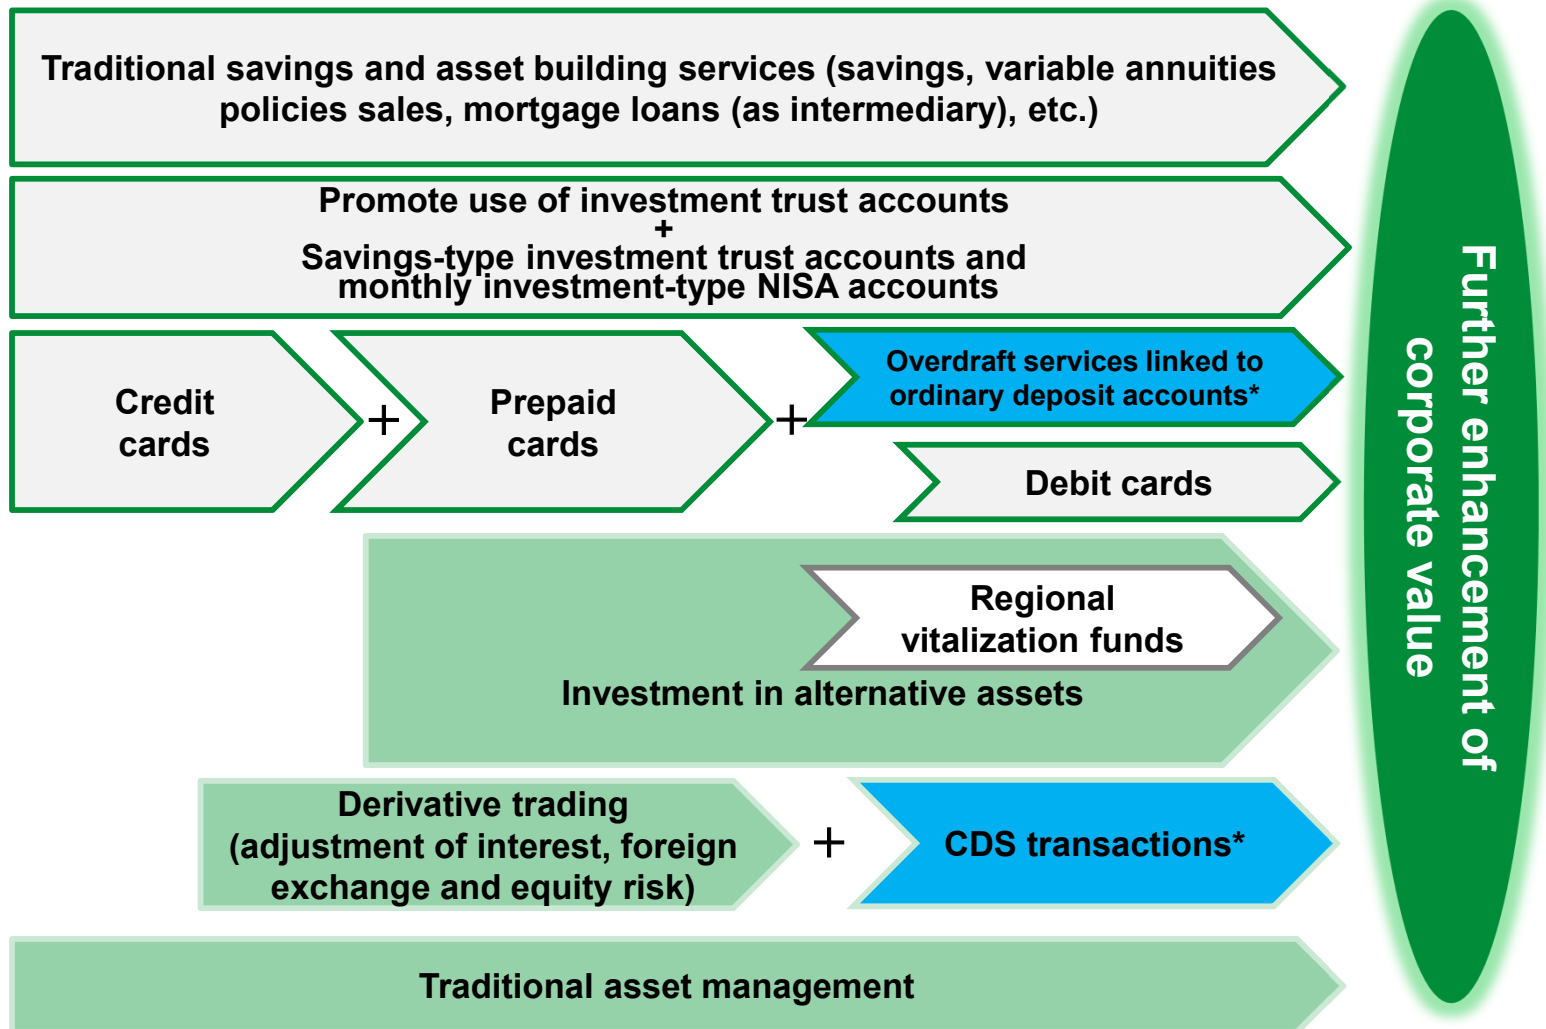 Traditional savings and asset building services (savings, variable annuities
policies sales, mortgage loans (as intermediary), etc.)
Promote use of investment trust accounts
+
Savings-type investment trust accounts and
monthly investment-type NISA accounts
Credit
cards
+
Prepaid
cards
+
Overdraft services linked to
ordinary deposit accounts*
Debit cards
Regional
vitalization funds
Investment in alternative assets
Derivative trading
(adjustment of interest, foreign
exchange and equity risk)
+
CDS transactions*
Traditional asset management
Further enhancement of
corporate value